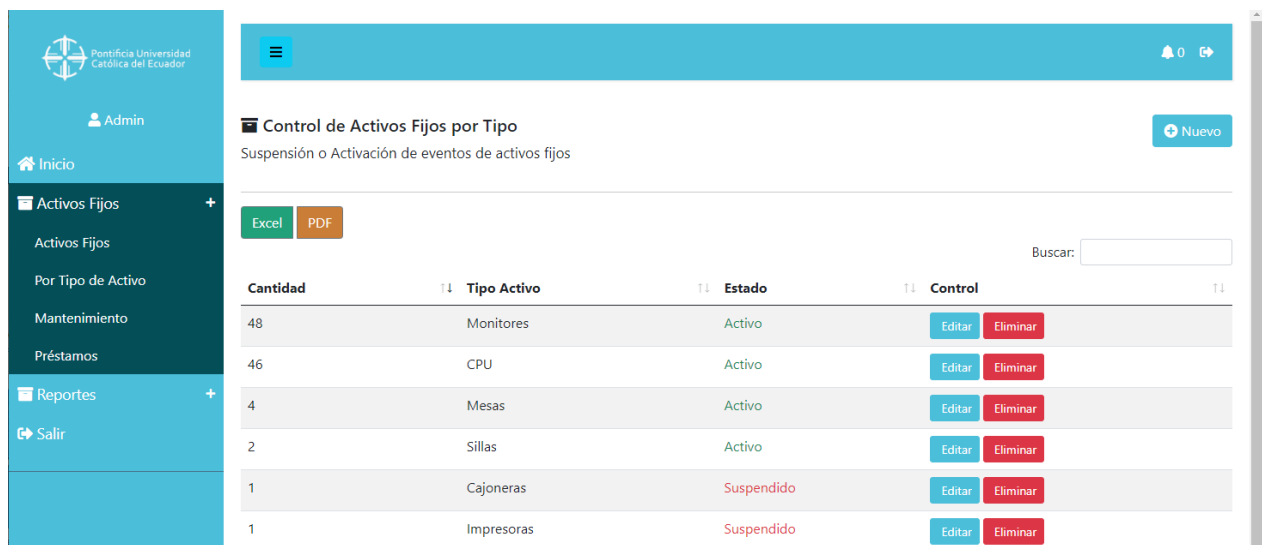 Pontificia Universidad
Católica del Ecuador
Admin
Inicio
Activos Fijos +
Activos Fijos
Por Tipo de Activo
Mantenimiento
Préstamos
Reportes +
Salir
0
Control de Activos Fijos por Tipo
Nuevo
Suspensión o Activación de eventos de activos fijos
Excel PDF
Buscar:
Cantidad Tipo Activo Estado Control
48 Monitores Activo Editar Eliminar
46 CPU Activo Editar Eliminar
4 Mesas Activo Editar Eliminar
2 Sillas Activo Editar Eliminar
1 Cajoneras Suspendido Editar Eliminar
1 Impresoras Suspendido Editar Eliminar